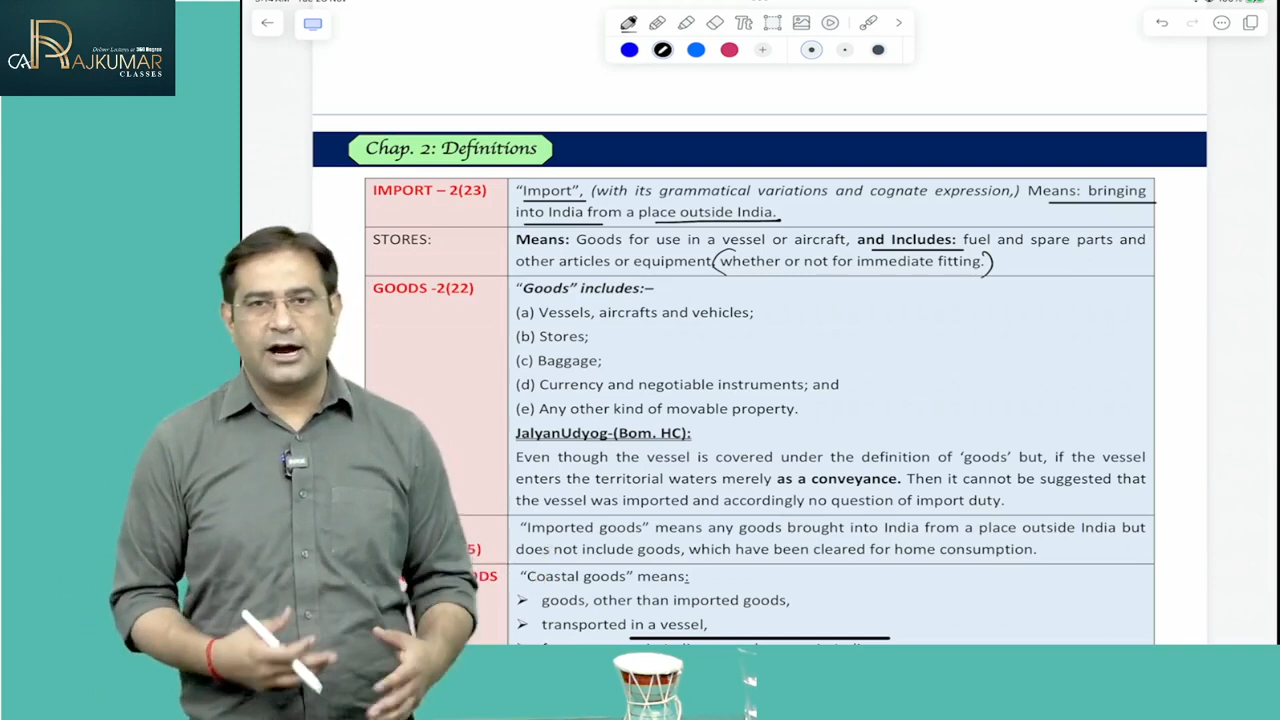 Deliver Lectures at 360 Degree
CA RAJKUMAR
CLASSES
Chap. 2: Definitions
IMPORT – 2(23)
“Import”, (with its grammatical variations and cognate expression,) Means: bringing
into India from a place outside India.
STORES:
Means: Goods for use in a vessel or aircraft, and Includes: fuel and spare parts and
other articles or equipment, whether or not for immediate fitting.
GOODS -2(22)
“Goods” includes:–
(a) Vessels, aircrafts and vehicles;
(b) Stores;
(c) Baggage;
(d) Currency and negotiable instruments; and
(e) Any other kind of movable property.
JalyanUdyog-(Bom. HC):
Even though the vessel is covered under the definition of ‘goods’ but, if the vessel
enters the territorial waters merely as a conveyance. Then it cannot be suggested that
the vessel was imported and accordingly no question of import duty.
5)
“Imported goods” means any goods brought into India from a place outside India but
does not include goods, which have been cleared for home consumption.
DS
“Coastal goods” means:
➢ goods, other than imported goods,
➢ transported in a vessel,